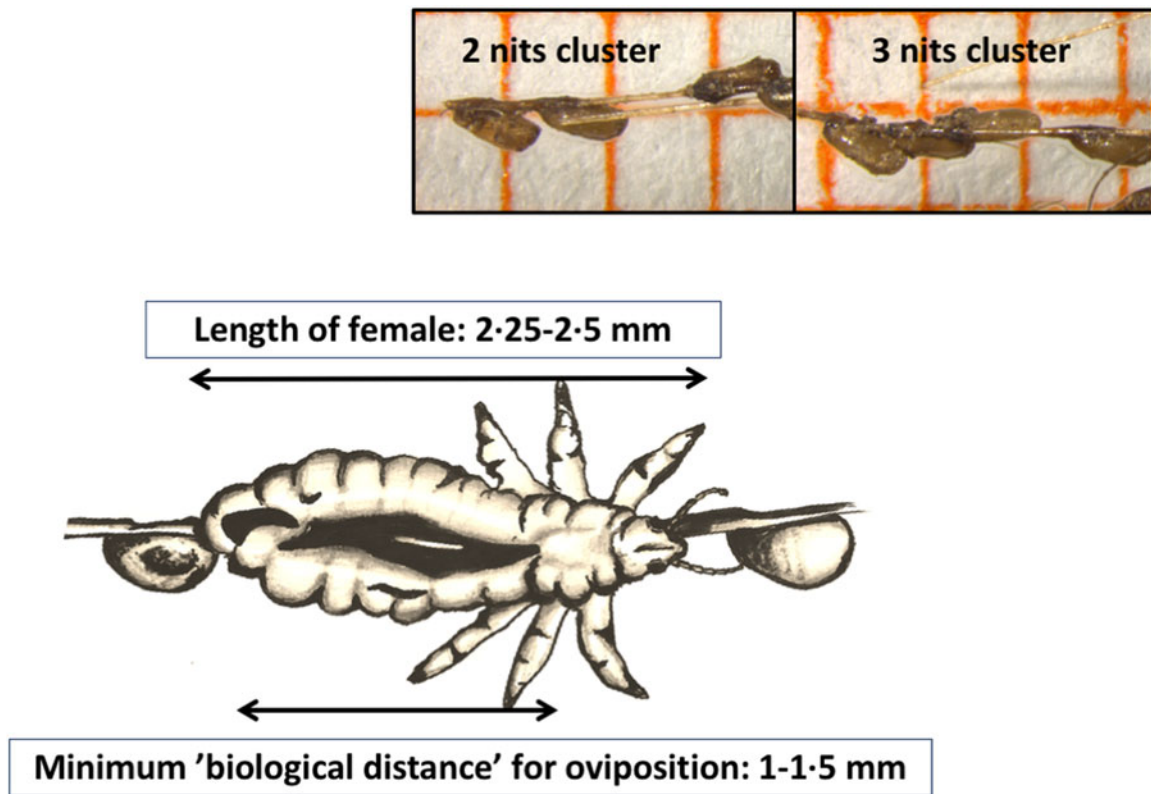 2 nits cluster
3 nits cluster
Length of female: 2·25-2·5 mm
Minimum ’biological distance’ for oviposition: 1-1·5 mm